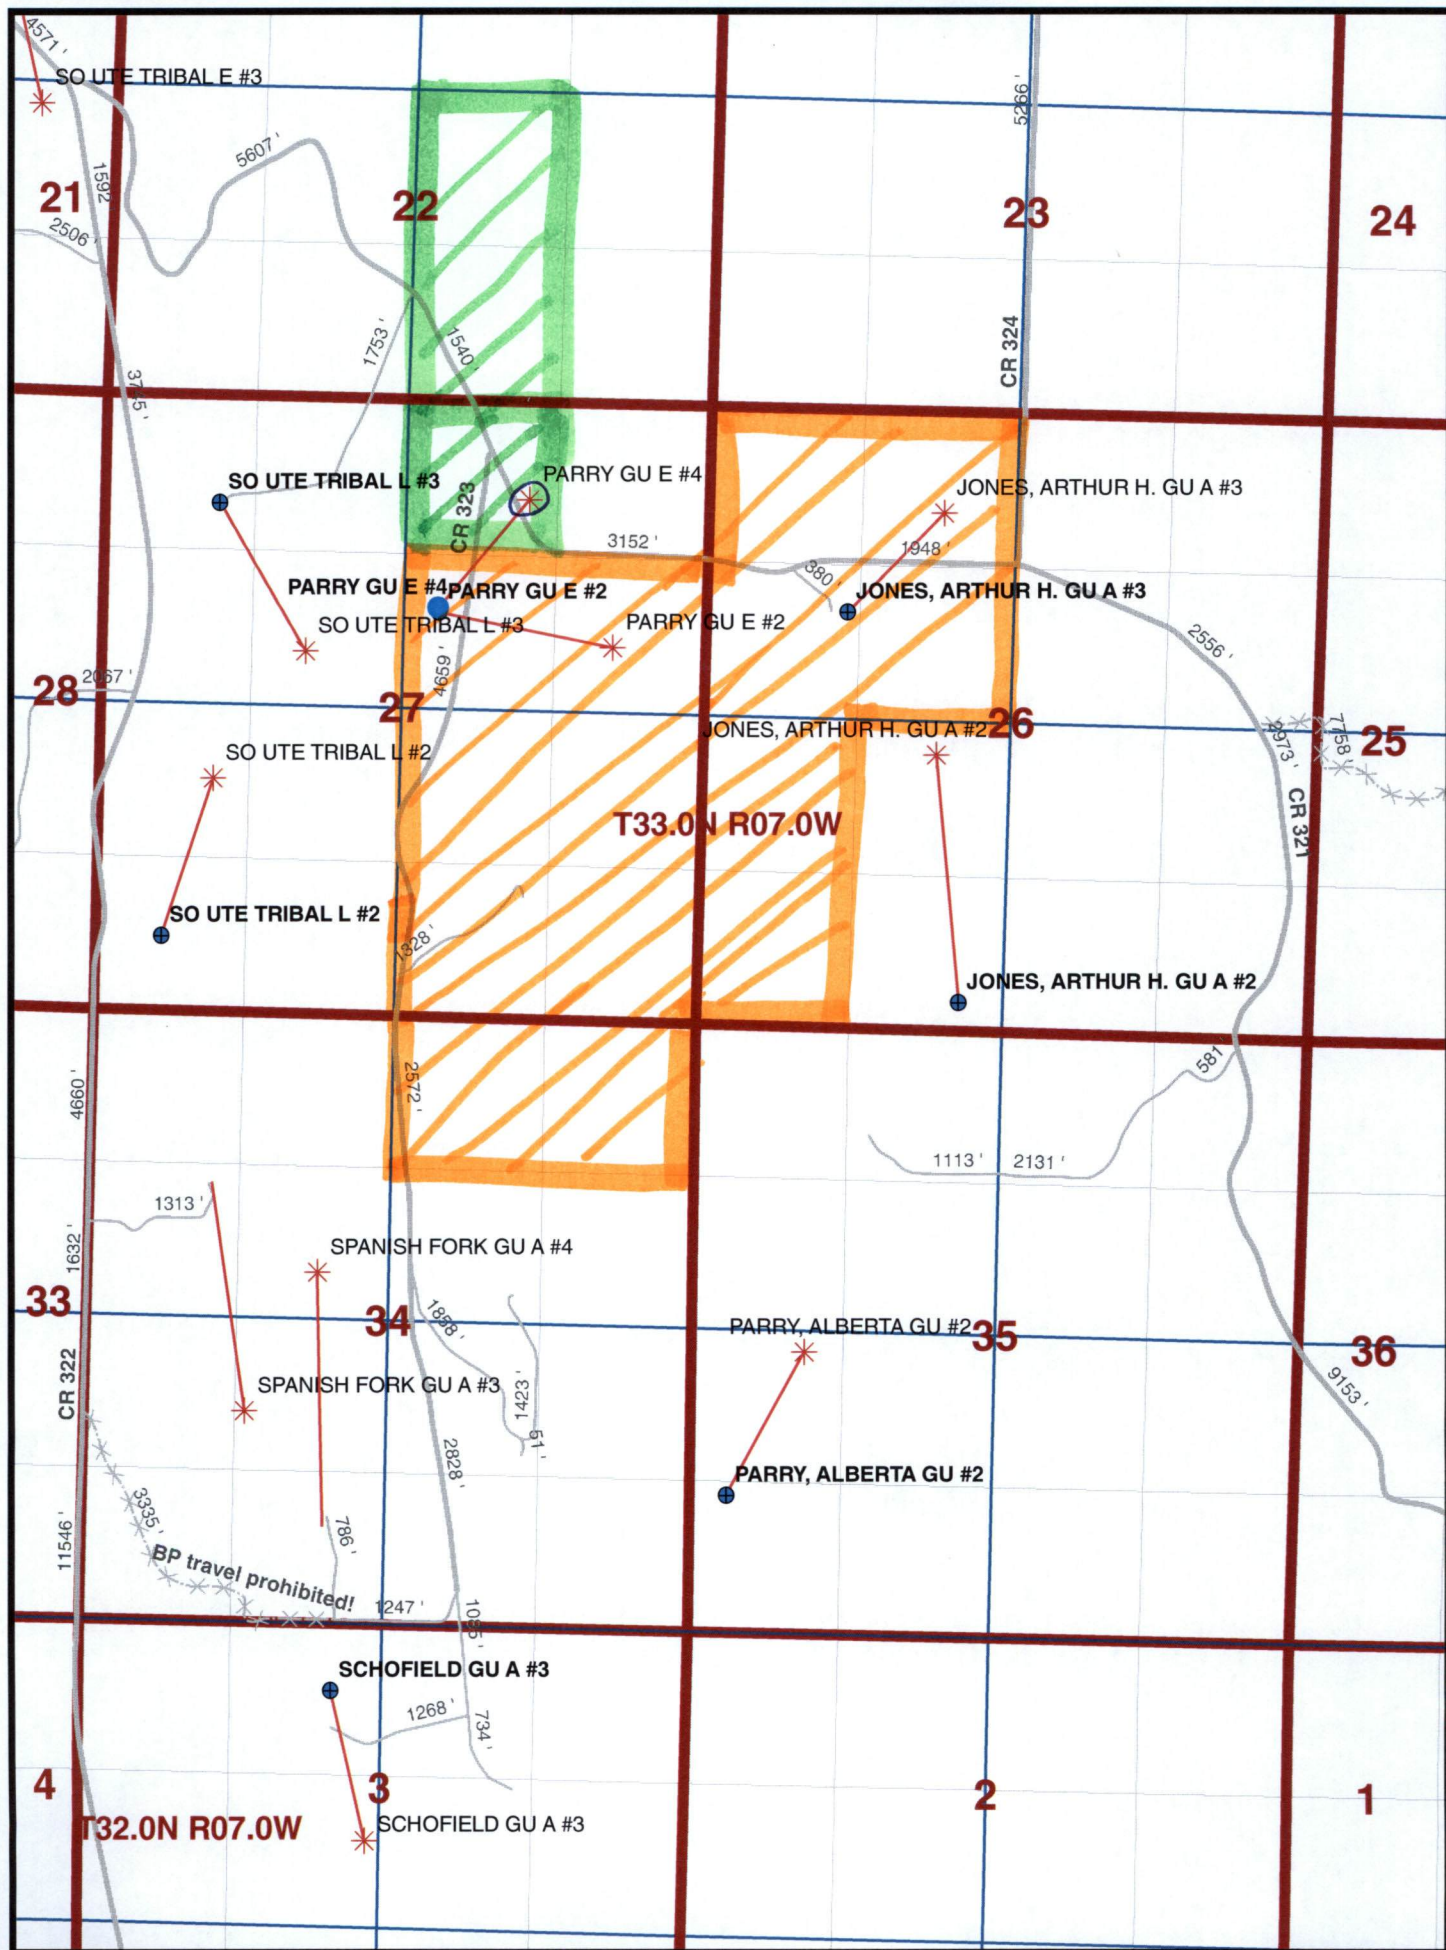 4571 '
SO UTE TRIBAL E #3
5266 '
5607 '
1592 '
21
22
23
24
2506 '
1753 '
1540 '
CR 324
3745 '
SO UTE TRIBAL L #3
PARRY GU E #4
JONES, ARTHUR H. GU A #3
CR 323
3152 '
1948 '
380 '
PARRY GU E #4
PARRY GU E #2
JONES, ARTHUR H. GU A #3
SO UTE TRIBAL L #3
PARRY GU E #2
2556 '
4659 '
2067 '
28
27
JONES, ARTHUR H. GU A #2
26
2973 '
7758 '
25
SO UTE TRIBAL L #2
T33.0N R07.0W
CR 321
SO UTE TRIBAL L #2
1328 '
JONES, ARTHUR H. GU A #2
2572 '
4660 '
581 '
1113 '
2131 '
1313 '
1632 '
SPANISH FORK GU A #4
33
34
1858 '
PARRY, ALBERTA GU #2
35
36
CR 322
SPANISH FORK GU A #3
1423 '
9153 '
51 '
2828 '
PARRY, ALBERTA GU #2
3335 '
786 '
11546 '
BP travel prohibited!
1247 '
1085 '
SCHOFIELD GU A #3
1268 '
734 '
4
3
2
1
T32.0N R07.0W
SCHOFIELD GU A #3